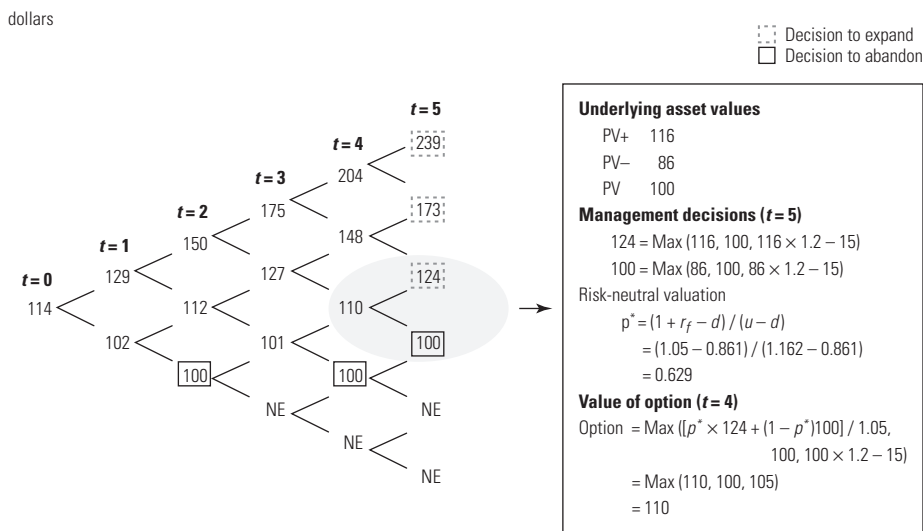 dollars
Decision to expand
Decision to abandon
t = 5
239
t = 4
204
t = 3
173
175
t = 2
148
150
t = 1
124
127
129
t = 0
110
112
114
100
101
102
100
100
NE
NE
NE
NE
Underlying asset values
PV+ 116
PV– 86
PV 100
Management decisions (t = 5)
124 = Max (116, 100, 116 × 1.2 – 15)
100 = Max (86, 100, 86 × 1.2 – 15)
Risk-neutral valuation
p* = (1 + rf – d) / (u – d)
= (1.05 – 0.861) / (1.162 – 0.861)
= 0.629
Value of option (t = 4)
Option = Max ([p* × 124 + (1 – p*)100] / 1.05,
100, 100 × 1.2 – 15)
= Max (110, 100, 105)
= 110